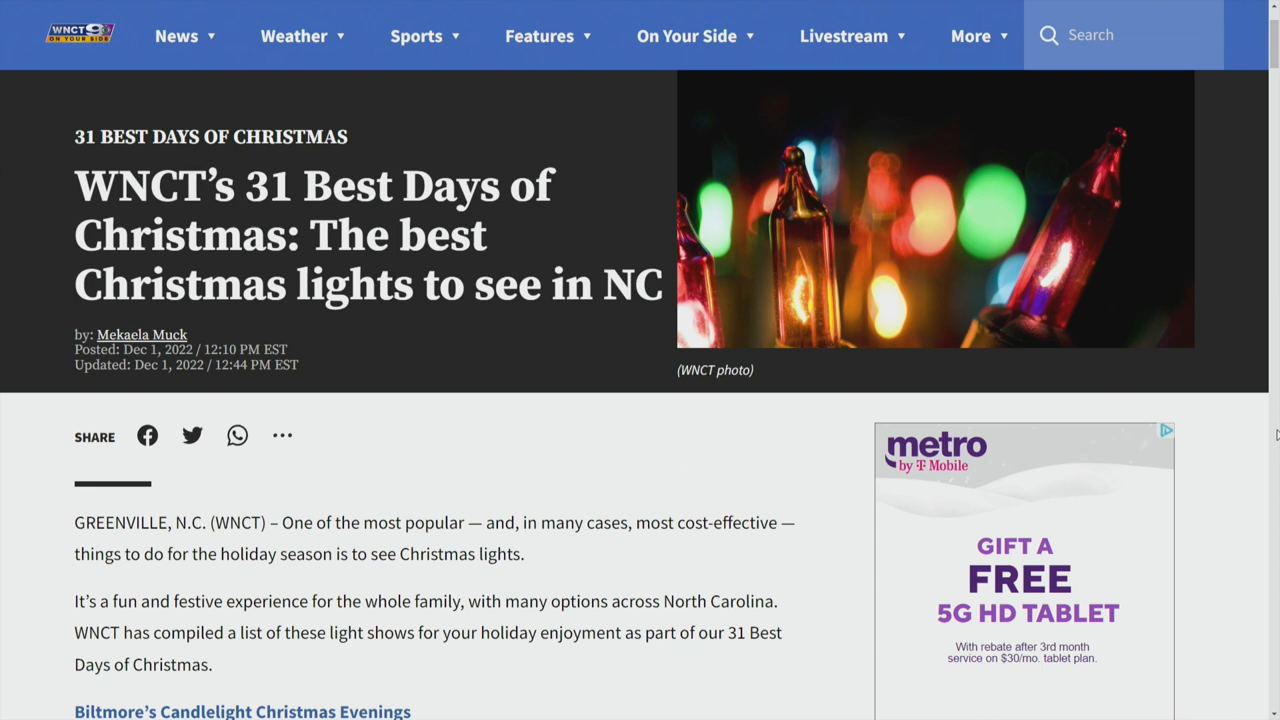 WNCT 9
ON YOUR SIDE
News Weather Sports Features On Your Side Livestream More Search
31 BEST DAYS OF CHRISTMAS
WNCT’s 31 Best Days of
Christmas: The best
Christmas lights to see in NC
by: Mekaela Muck
Posted: Dec 1, 2022 / 12:10 PM EST
Updated: Dec 1, 2022 / 12:44 PM EST
(WNCT photo)
SHARE
GREENVILLE, N.C. (WNCT) – One of the most popular — and, in many cases, most cost-effective —
things to do for the holiday season is to see Christmas lights.
It’s a fun and festive experience for the whole family, with many options across North Carolina.
WNCT has compiled a list of these light shows for your holiday enjoyment as part of our 31 Best
Days of Christmas.
Biltmore’s Candlelight Christmas Evenings
metro
by T Mobile
GIFT A
FREE
5G HD TABLET
With rebate after 3rd month
service on $30/mo. tablet plan.